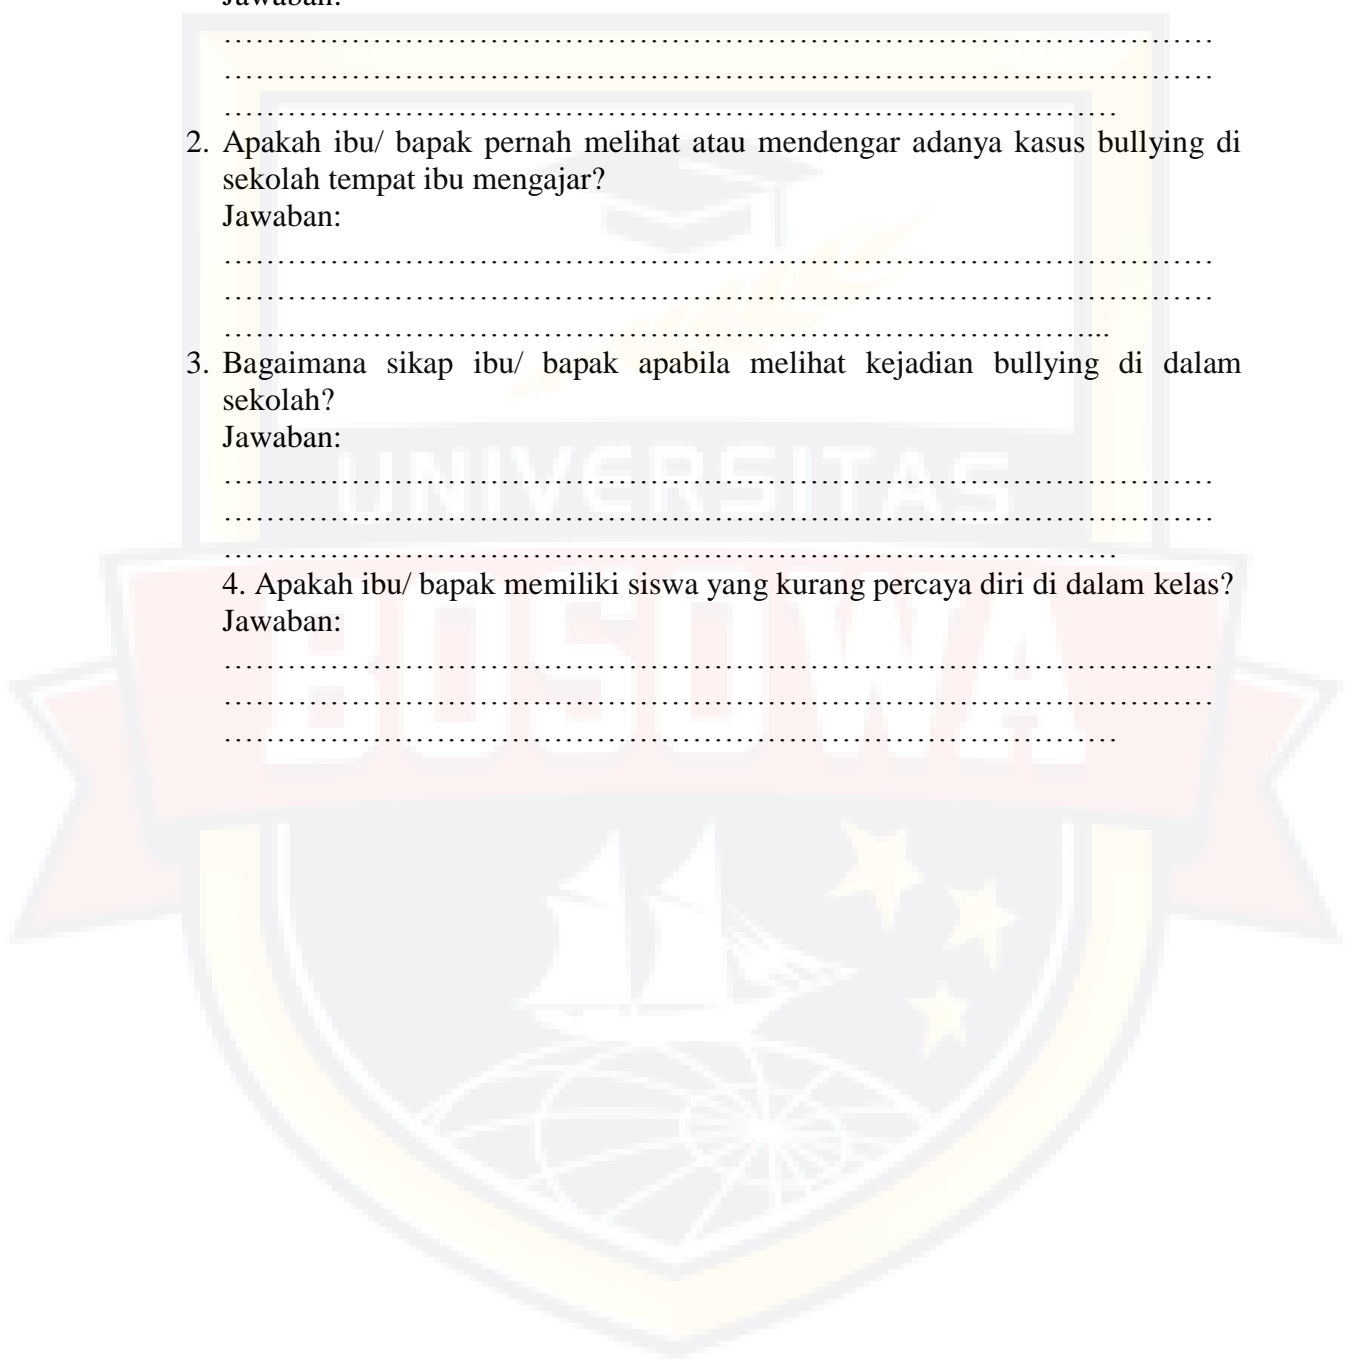 Jawaban:
……………………………………………………………………………………
……………………………………………………………………………………
……………………………………………………………………………
2. Apakah ibu/ bapak pernah melihat atau mendengar adanya kasus bullying di
sekolah tempat ibu mengajar?
Jawaban:
……………………………………………………………………………………
……………………………………………………………………………………
…………………………………………………………………………...
3. Bagaimana sikap ibu/ bapak apabila melihat kejadian bullying di dalam
sekolah?
Jawaban:
……………………………………………………………………………………
……………………………………………………………………………………
……………………………………………………………………………
UNIVERSITAS
4. Apakah ibu/ bapak memiliki siswa yang kurang percaya diri di dalam kelas?
Jawaban:
……………………………………………………………………………………
……………………………………………………………………………………
……………………………………………………………………………
BOSOWA